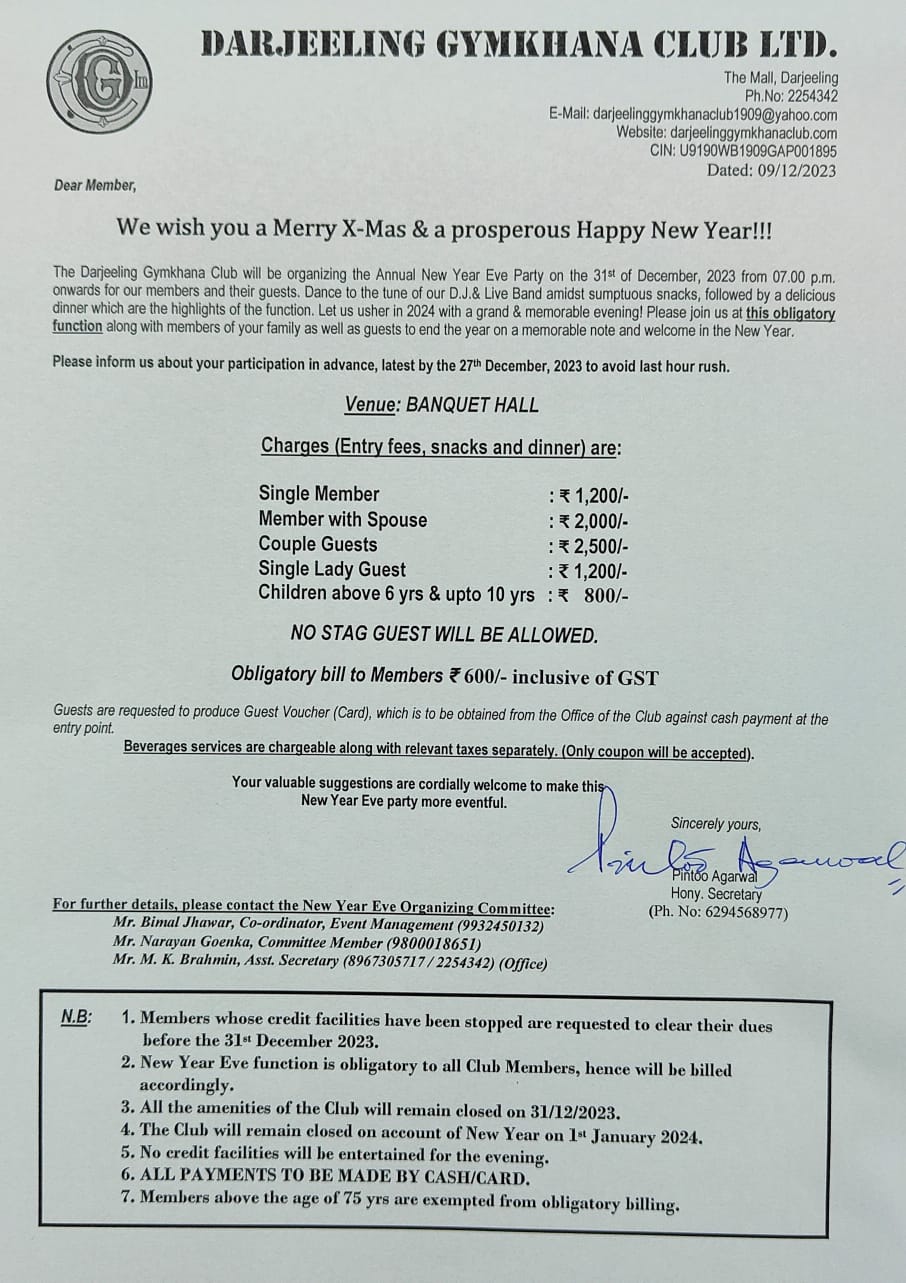 DARJEELING GYMKHANA CLUB LTD.
The Mall, Darjeeling
Ph.No: 2254342
E-Mail: darjeelinggymkhanaclub1909@yahoo.com
Website: darjeelinggymkhanaclub.com
CIN: U9190WB1909GAP001895
Dated: 09/12/2023
Dear Member,
We wish you a Merry X-Mas & a prosperous Happy New Year!!!
The Darjeeling Gymkhana Club will be organizing the Annual New Year Eve Party on the 31st of December, 2023 from 07.00 p.m.
onwards for our members and their guests. Dance to the tune of our D.J.& Live Band amidst sumptuous snacks, followed by a delicious
dinner which are the highlights of the function. Let us usher in 2024 with a grand & memorable evening! Please join us at this obligatory
function along with members of your family as well as guests to end the year on a memorable note and welcome in the New Year.
Please inform us about your participation in advance, latest by the 27th December, 2023 to avoid last hour rush.
Venue: BANQUET HALL
Charges (Entry fees, snacks and dinner) are:
Single Member : ₹ 1,200/-
Member with Spouse : ₹ 2,000/-
Couple Guests : ₹ 2,500/-
Single Lady Guest : ₹ 1,200/-
Children above 6 yrs & upto 10 yrs : ₹ 800/-
NO STAG GUEST WILL BE ALLOWED.
Obligatory bill to Members ₹ 600/- inclusive of GST
Guests are requested to produce Guest Voucher (Card), which is to be obtained from the Office of the Club against cash payment at the
entry point.
Beverages services are chargeable along with relevant taxes separately. (Only coupon will be accepted).
Your valuable suggestions are cordially welcome to make this
New Year Eve party more eventful.
Sincerely yours,
Pintoo Agarwal
Pintoo Agarwal
Hony. Secretary
(Ph. No: 6294568977)
For further details, please contact the New Year Eve Organizing Committee:
Mr. Bimal Jhawar, Co-ordinator, Event Management (9932450132)
Mr. Narayan Goenka, Committee Member (9800018651)
Mr. M. K. Brahmin, Asst. Secretary (8967305717 / 2254342) (Office)
N.B: 1. Members whose credit facilities have been stopped are requested to clear their dues
before the 31st December 2023.
2. New Year Eve function is obligatory to all Club Members, hence will be billed
accordingly.
3. All the amenities of the Club will remain closed on 31/12/2023.
4. The Club will remain closed on account of New Year on 1st January 2024.
5. No credit facilities will be entertained for the evening.
6. ALL PAYMENTS TO BE MADE BY CASH/CARD.
7. Members above the age of 75 yrs are exempted from obligatory billing.